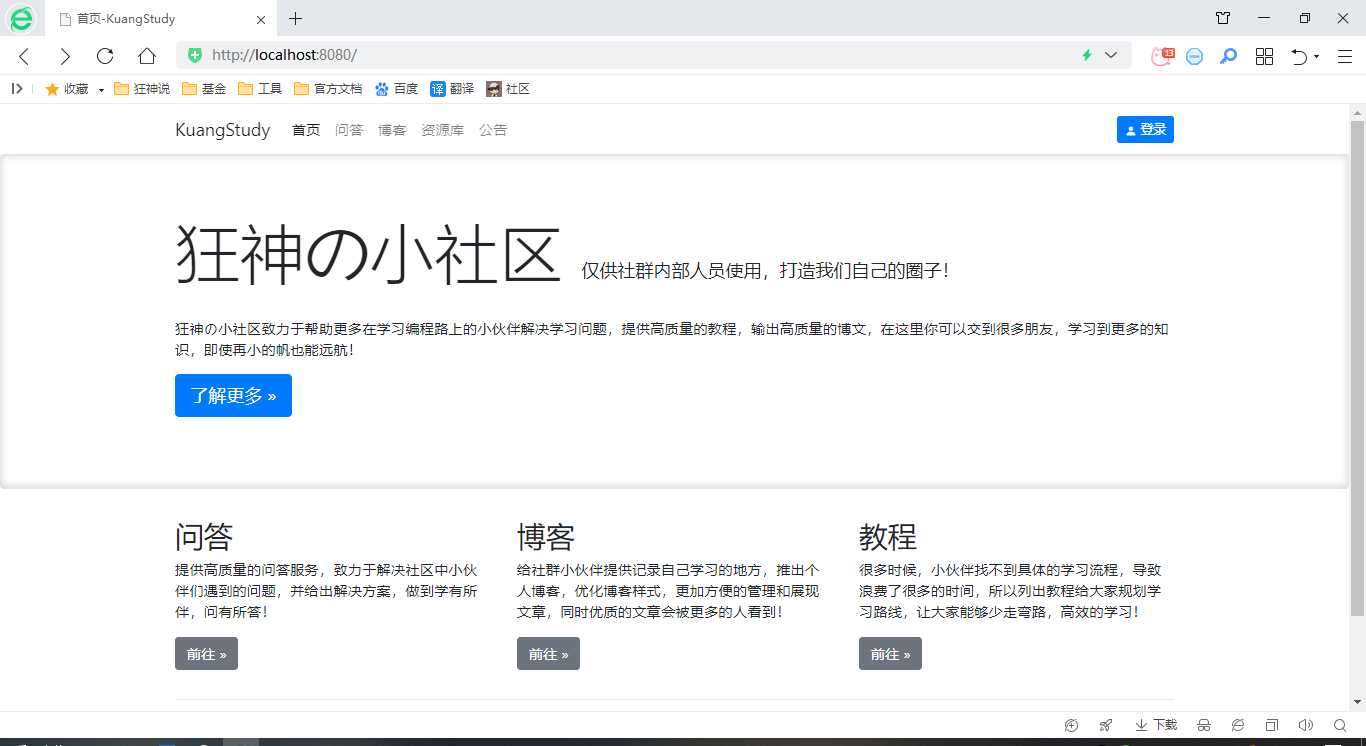 首页-KuangStudy
http://localhost:8080/
13
收藏 狂神说 基金 工具 官方文档 百度 译 翻译 社区
KuangStudy 首页 问答 博客 资源库 公告 登录
狂神の小社区 仅供社群内部人员使用，打造我们自己的圈子！
狂神の小社区致力于帮助更多在学习编程路上的小伙伴解决学习问题，提供高质量的教程，输出高质量的博文，在这里你可以交到很多朋友，学习到更多的知
识，即使再小的帆也能远航！
了解更多 »
问答
提供高质量的问答服务，致力于解决社区中小伙
伴们遇到的问题，并给出解决方案，做到学有所
伴，问有所答！
前往 »
博客
给社群小伙伴提供记录自己学习的地方，推出个
人博客，优化博客样式，更加方便的管理和展现
文章，同时优质的文章会被更多的人看到！
前往 »
教程
很多时候，小伙伴找不到具体的学习流程，导致
浪费了很多的时间，所以列出教程给大家规划学
习路线，让大家能够少走弯路，高效的学习！
前往 »
下载